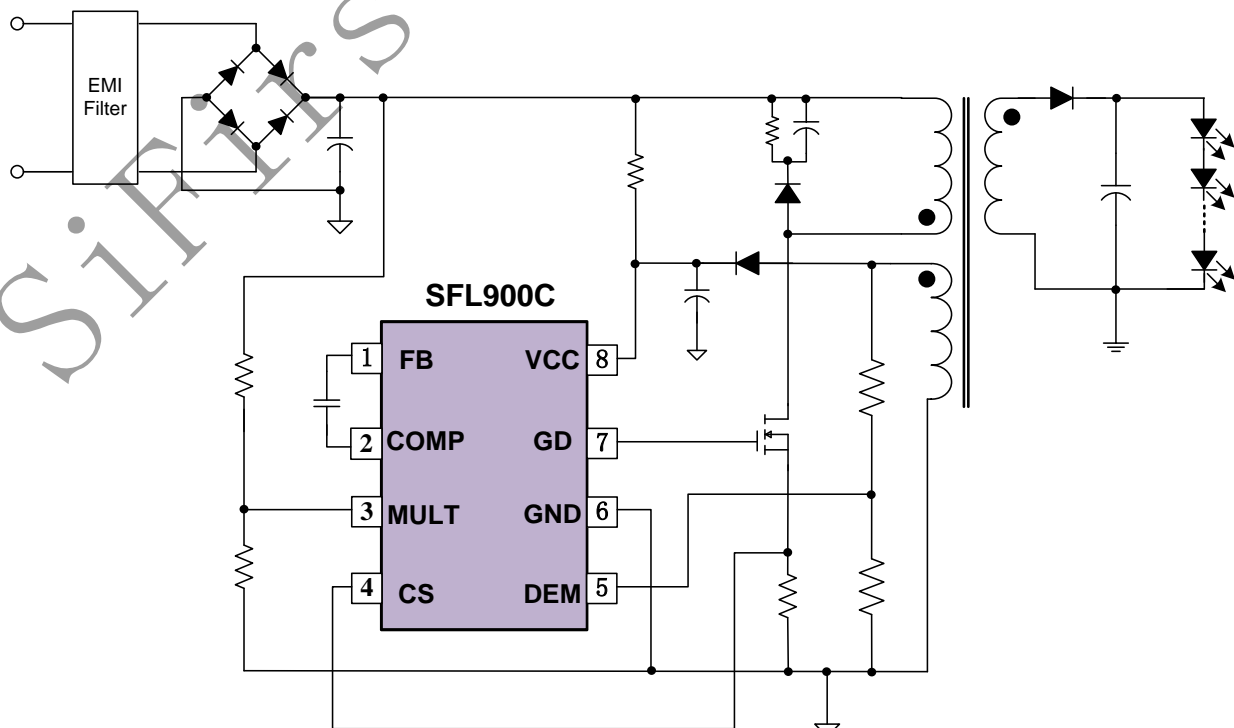 EMI
Filter
SiFirs
SFL900C
1 FB
VCC 8
2 COMP
GD 7
3 MULT
GND 6
4 CS
DEM 5